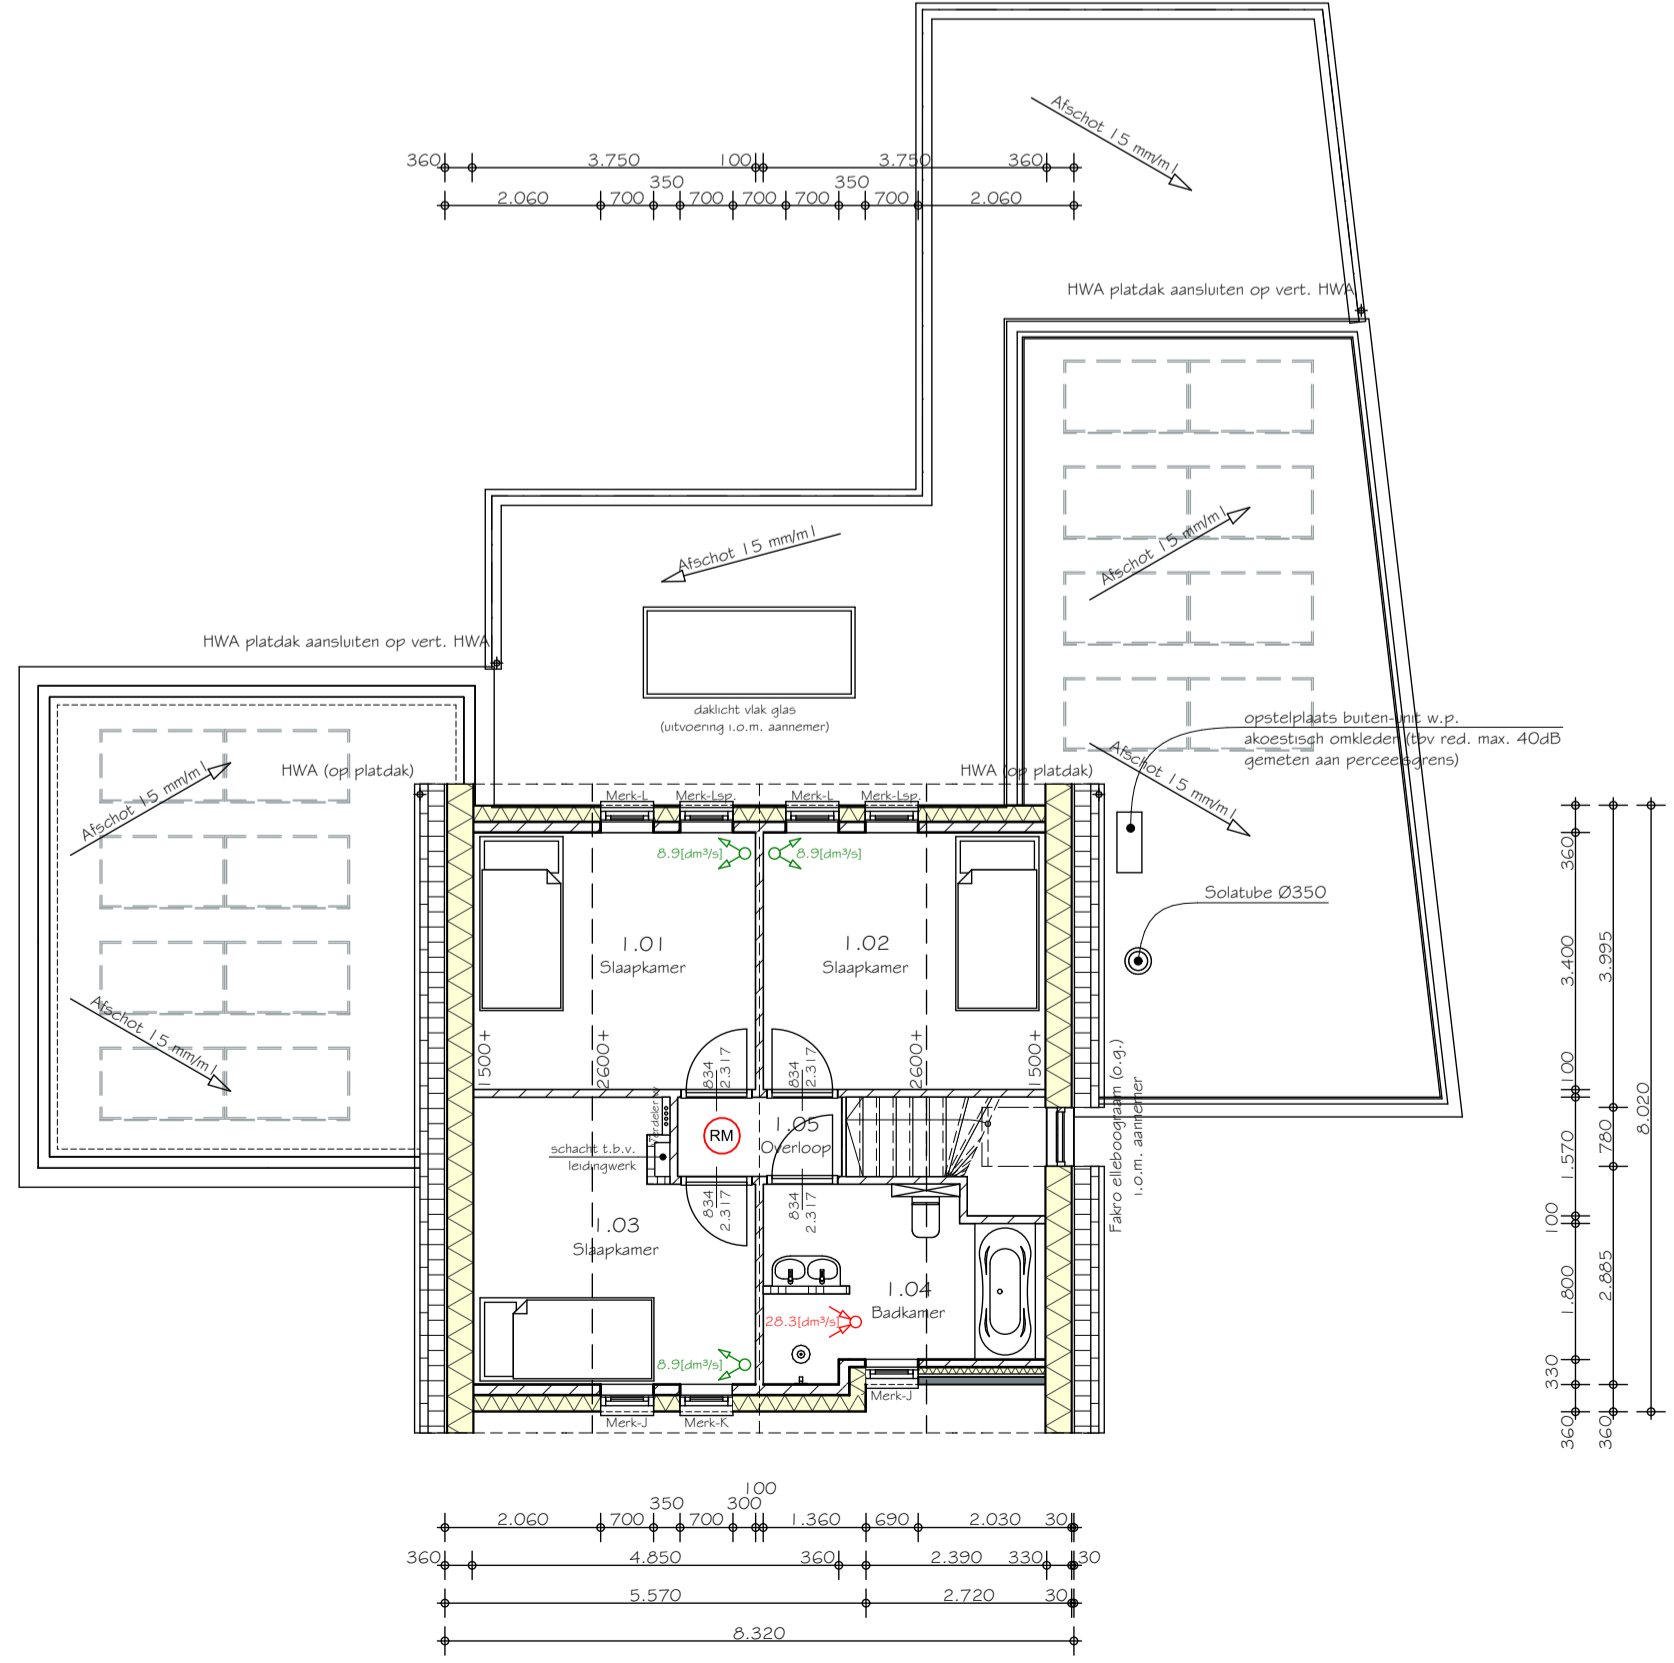 Afschot 15 mm/m1
360 3.750 100 3.750 360
350 350
2.060 700 700 700 700 2.060
HWA platdak aansluiten op vert. HWA
Afschot 15 mm/m1
Afschot 15 mm/m1
HWA platdak aansluiten op vert. HWA
daklicht vlak glas
(uitvoering i.o.m. aannemer)
opstelplaats buiten-unit w.p.
akoestisch omkleden (tbv red. max. 40dB
gemeten aan perceelsgrens)
HWA (op platdak)
HWA (op platdak)
Afschot 15 mm/m1
Afschot 15 mm/m1
Merk-L
Merk-Lsp.
Merk-L
Merk-Lsp.
8.9[dm³/s]
8.9[dm³/s]
Solatube Ø350
1.01
Slaapkamer
1.02
Slaapkamer
Afschot 15 mm/m1
1500+
2600+
834
2.317
834
2.317
2600+
1500+
Fakro elleboograam (o.g.)
i.o.m. aannemer
verdeler vv
RM
1.05
Overloop
schacht t.b.v.
leidingwerk
834
2.317
834
2.317
1.03
Slaapkamer
1.04
Badkamer
28.3[dm³/s]
8.9[dm³/s]
Merk-J
Merk-K
Merk-J
360
3.400
100
1.570
100
1.800
330
360
3.995
780
2.885
360
8.020
100
350 300
2.060 700 700 1.360 690 2.030 30
360 4.850 360 2.390 330 30
5.570 2.720 30
8.320